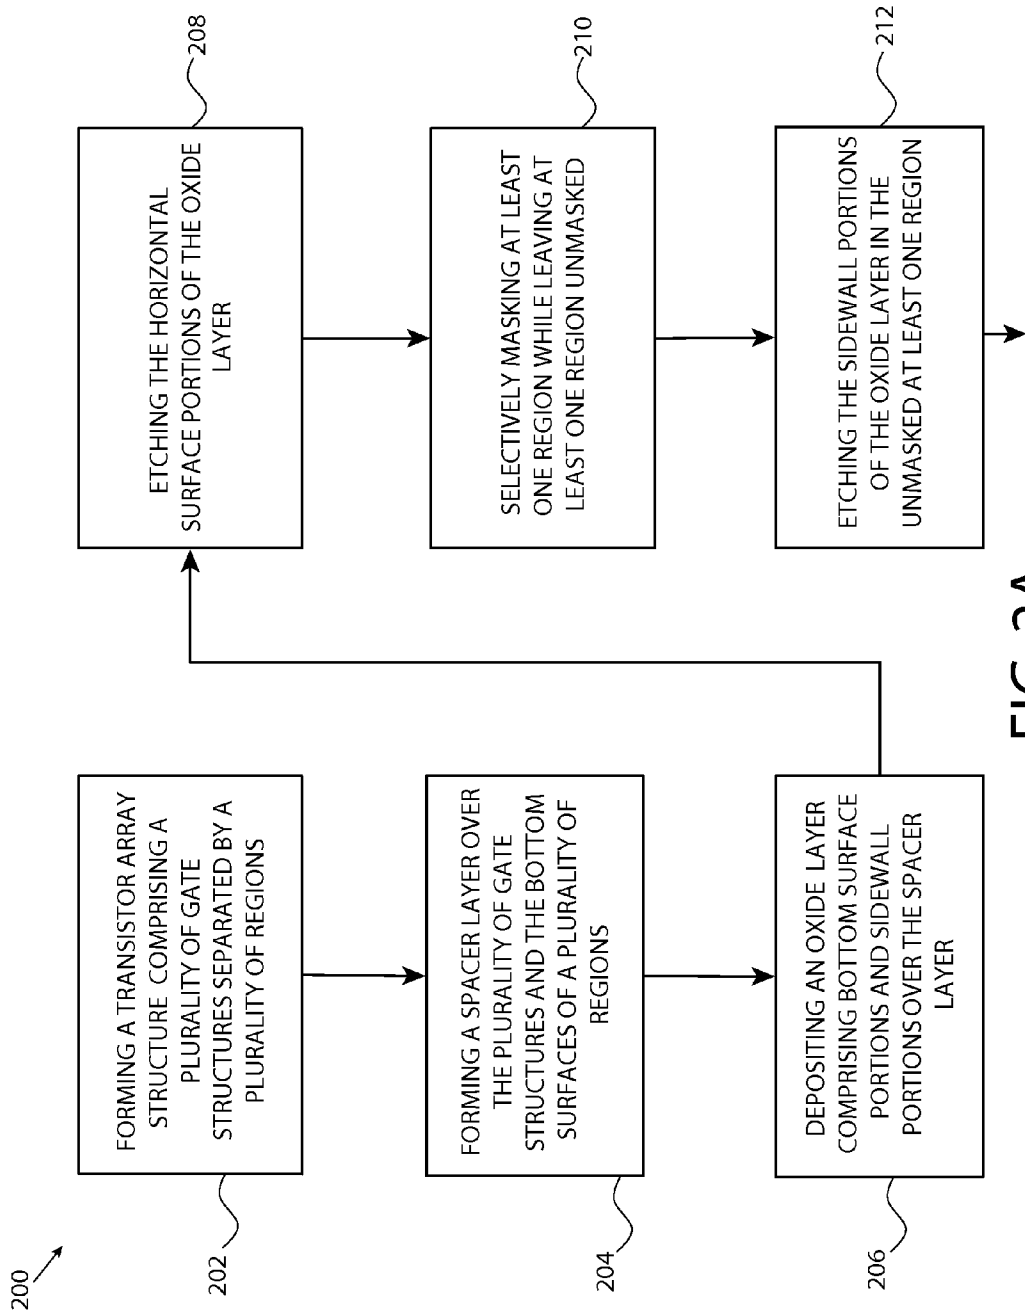 200
FORMING A TRANSISTOR ARRAY
STRUCTURE COMPRISING A
PLURALITY OF GATE
STRUCTURES SEPARATED BY A
PLURALITY OF REGIONS
202
FORMING A SPACER LAYER OVER
THE PLURALITY OF GATE
STRUCTURES AND THE BOTTOM
SURFACES OF A PLURALITY OF
REGIONS
204
DEPOSITING AN OXIDE LAYER
COMPRISING BOTTOM SURFACE
PORTIONS AND SIDEWALL
PORTIONSOVER THE SPACER
LAYER
206
ETCHING THE HORIZONTAL
SURFACE PORTIONS OF THE OXIDE
LAYER
208
SELECTIVELY MASKING AT LEAST
ONE REGION WHILE LEAVING AT
LEAST ONE REGION UNMASKED
210
ETCHING THE SIDEWALL PORTIONS
OF THE OXIDE LAYER IN THE
UNMASKED AT LEAST ONE REGION
212
FIG.